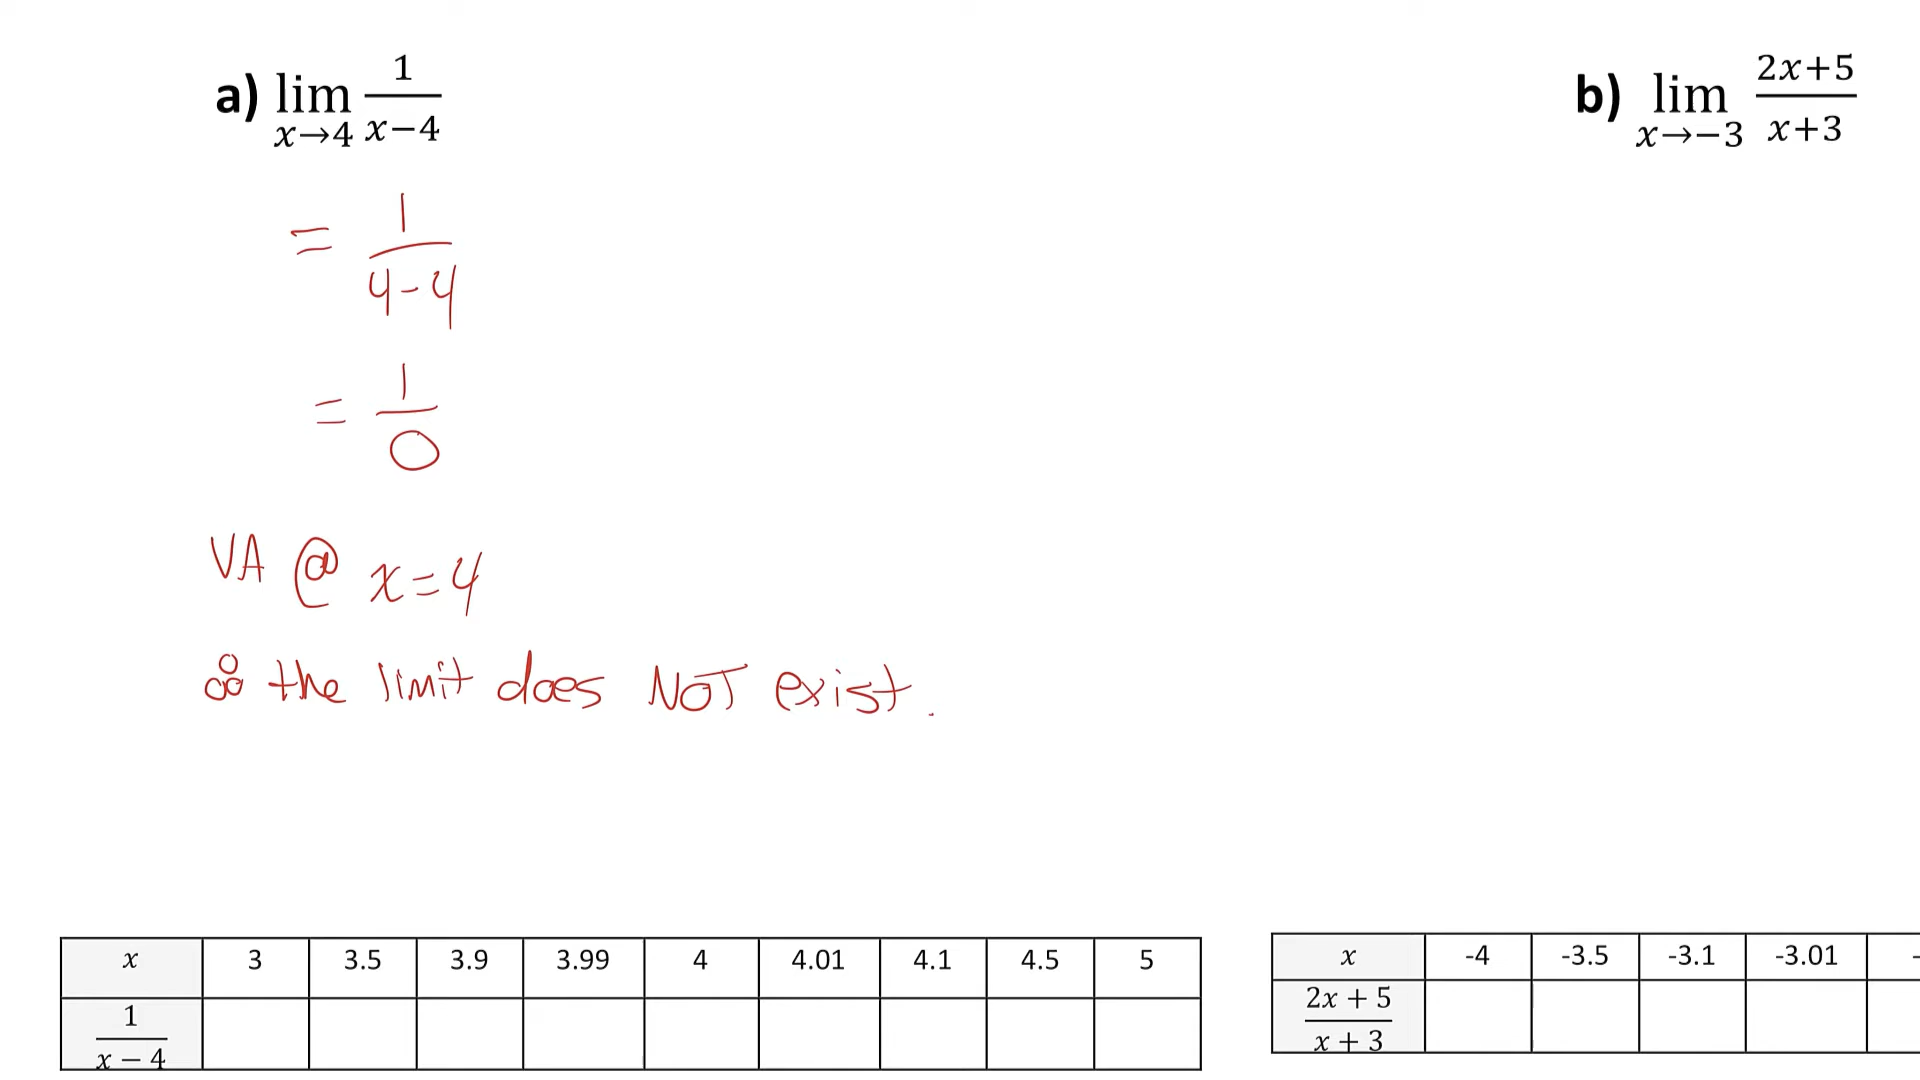 a) lim x→4 1/(x−4)
= 1/(4-4)
= 1/0
VA @ x=4
∴ the limit does NOT exist.
x 3 3.5 3.9 3.99 4 4.01 4.1 4.5 5
1/(x − 4)
b) lim x→−3 (2x+5)/(x+3)
x -4 -3.5 -3.1 -3.01 -
(2x + 5)/(x + 3)